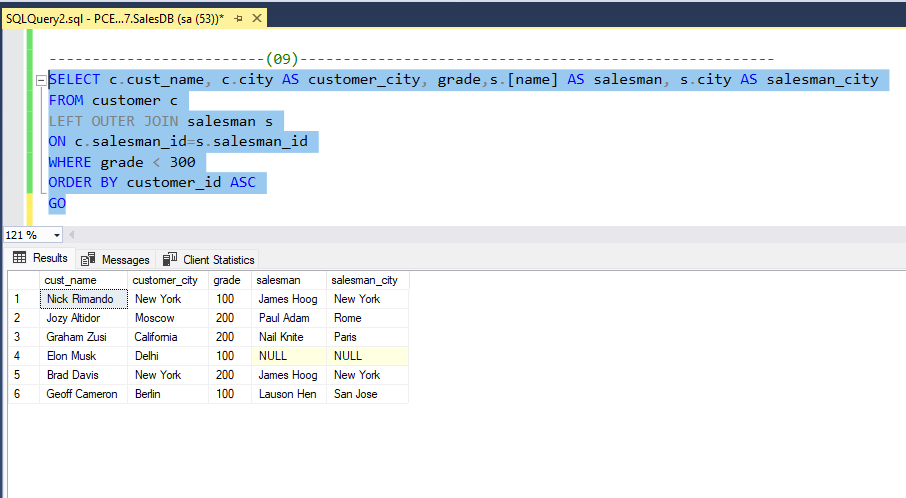 SQLQuery2.sql - PCE...7.SalesDB (sa (53))*
-------------------------(09)-------------------------------------------------------
SELECT c.cust_name, c.city AS customer_city, grade,s.[name] AS salesman, s.city AS salesman_city
FROM customer c
LEFT OUTER JOIN salesman s
ON c.salesman_id=s.salesman_id
WHERE grade < 300
ORDER BY customer_id ASC
GO
121 %
Results Messages Client Statistics
cust_name customer_city grade salesman salesman_city
1 Nick Rimando New York 100 James Hoog New York
2 Jozy Altidor Moscow 200 Paul Adam Rome
3 Graham Zusi California 200 Nail Knite Paris
4 Elon Musk Delhi 100 NULL NULL
5 Brad Davis New York 200 James Hoog New York
6 Geoff Cameron Berlin 100 Lauson Hen San Jose